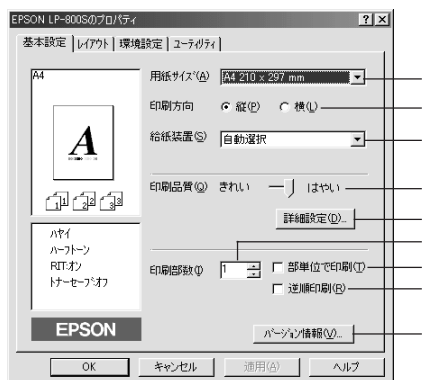 EPSON LP-800Sのプロパティ
基本設定 レイアウト 環境設定 ユーティリティ
A4
A
1 1 2 2 3 3
ハヤイ
ハーフトーン
RIT:オン
トナーセーブ:オフ
EPSON
用紙サイズ(A) A4 210 x 297 mm
印刷方向 縦(P) 横(L)
給紙装置(S) 自動選択
印刷品質(Q) きれい はやい
詳細設定(D)...
印刷部数(I) 1 部単位で印刷(T)
逆順印刷(R)
バージョン情報(V)...
OK キャンセル 適用(A) ヘルプ